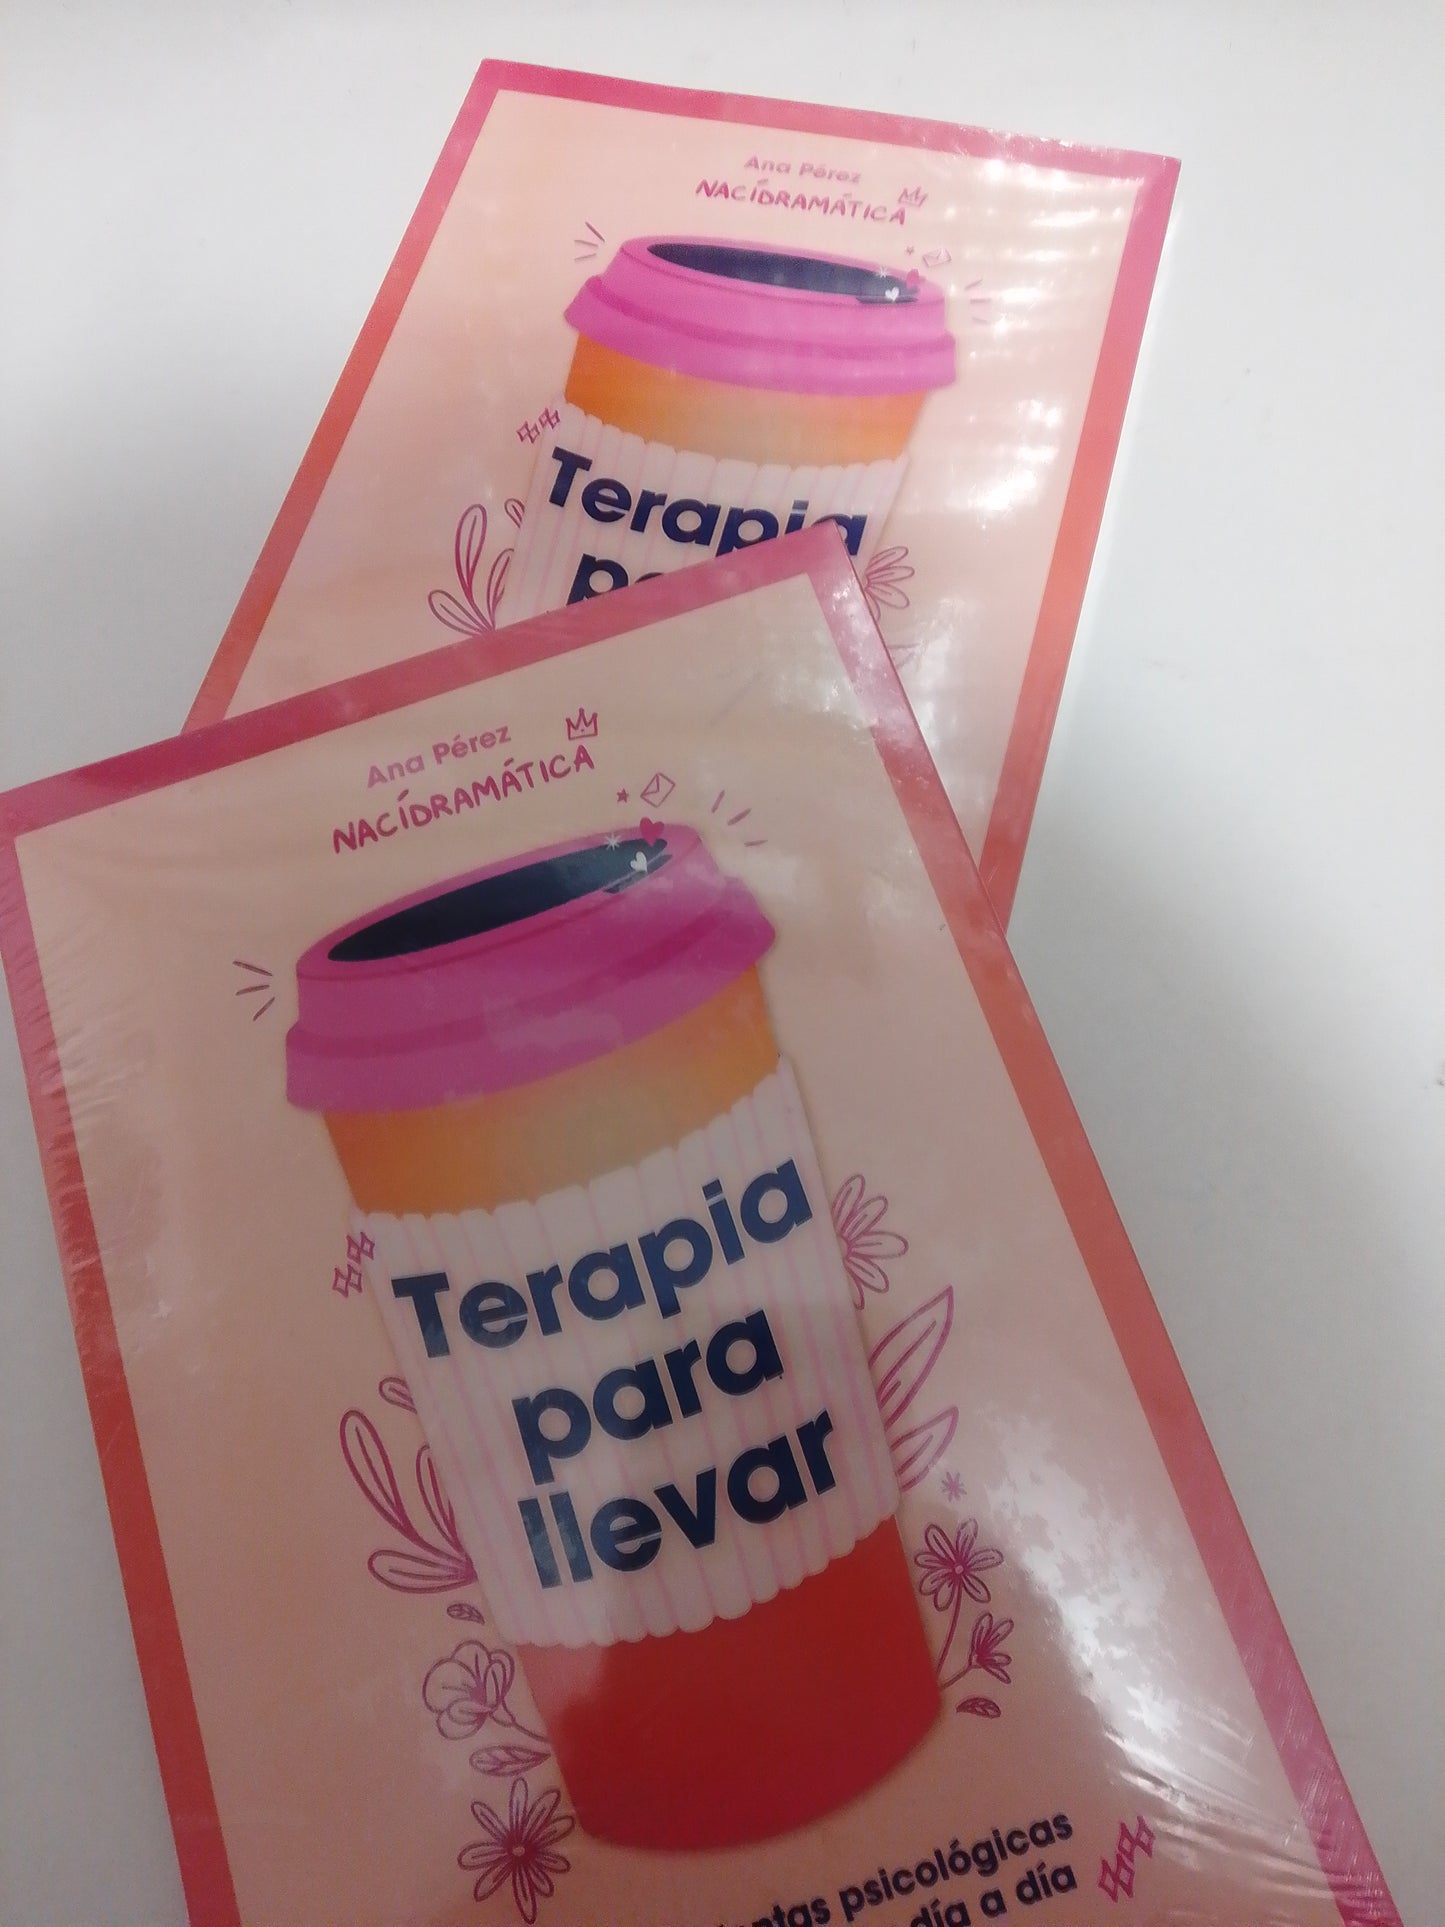 Ana Pérez
NACÍDRAMÁTICA
Terapia
Ana Pérez
NACÍDRAMÁTICA
Terapia
para
llevar
psicológicas
día a día